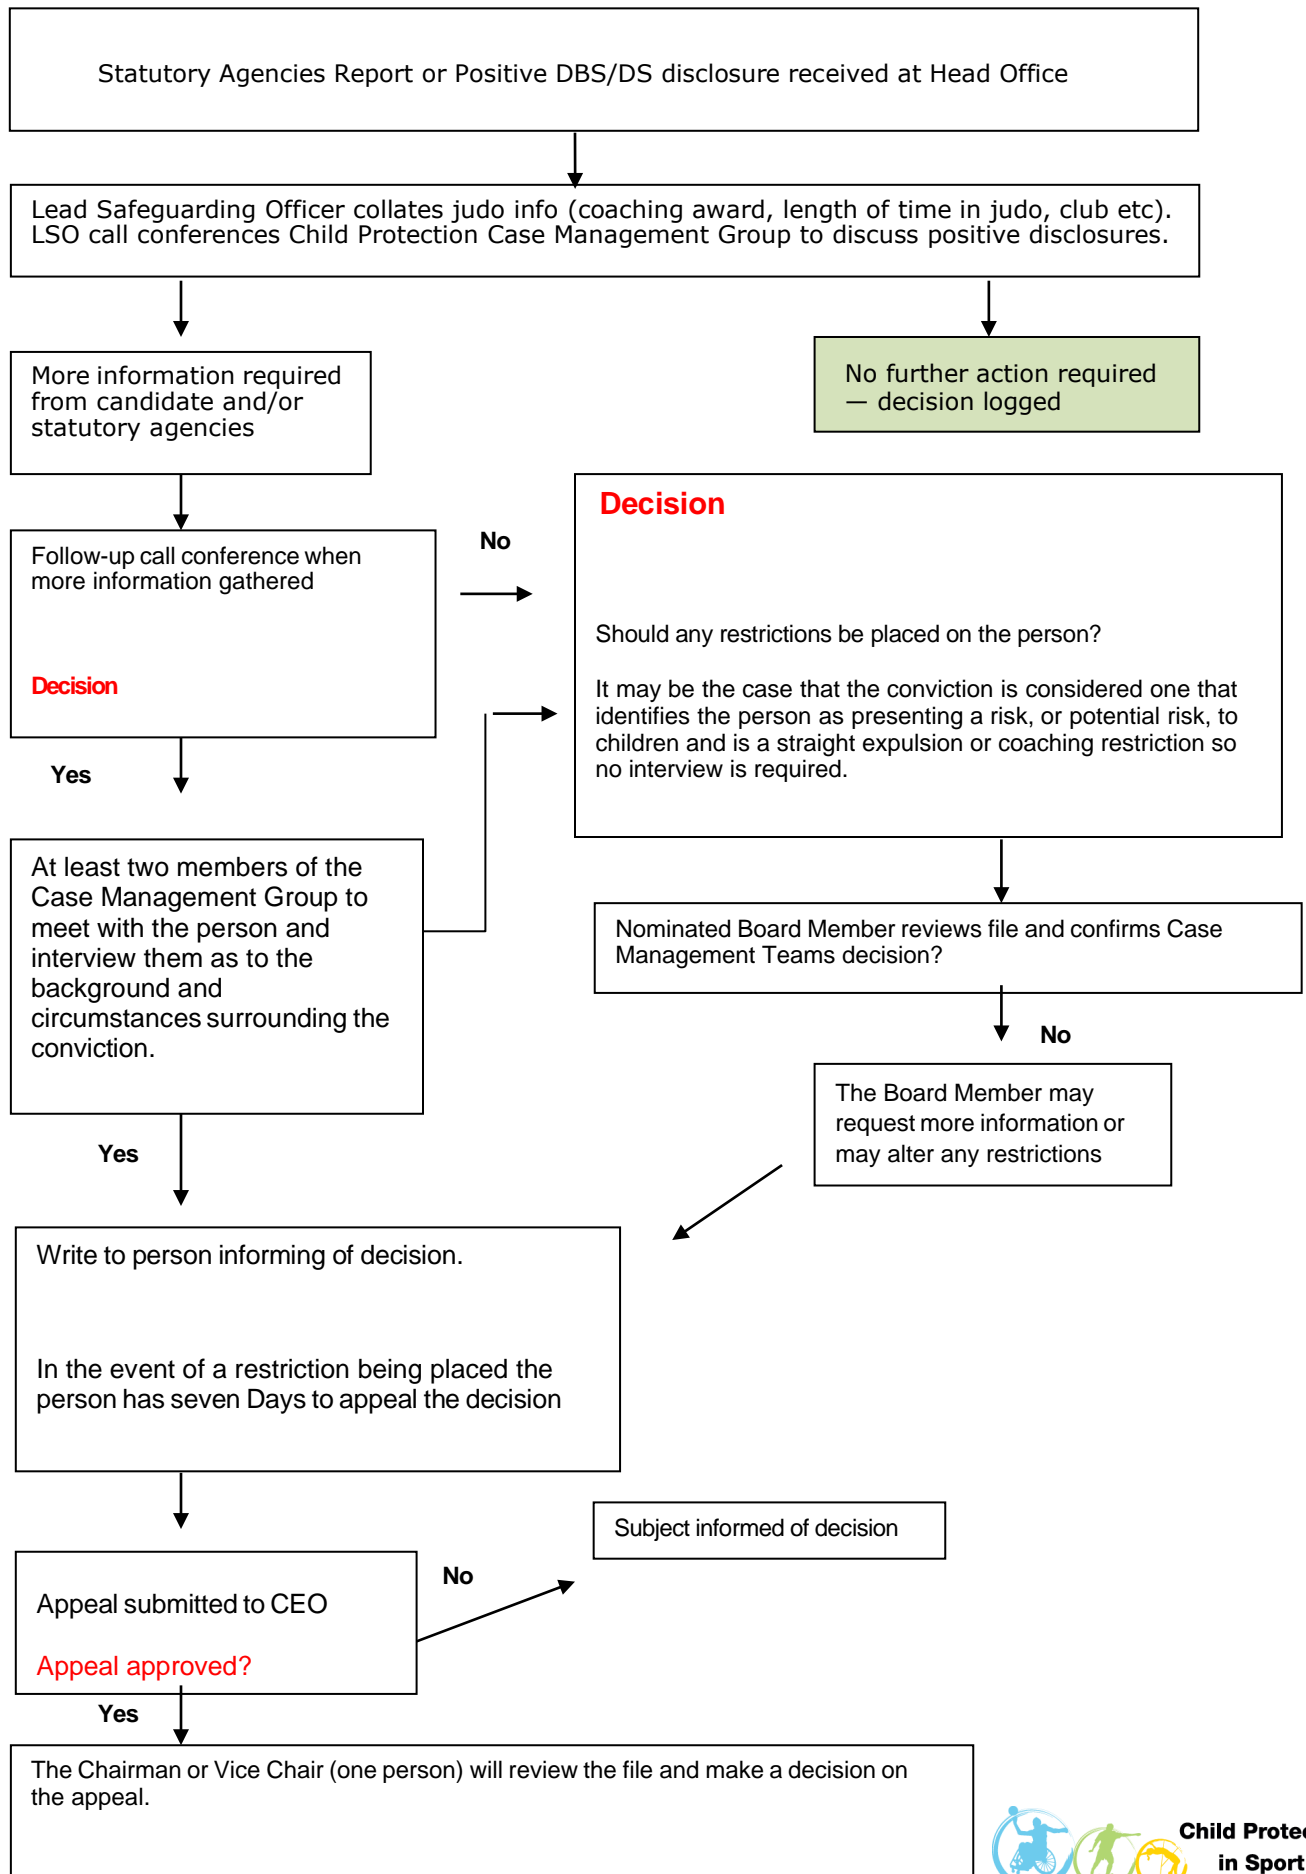 Statutory Agencies Report or Positive DBS/DS disclosure received at Head Office
Lead Safeguarding Officer collates judo info (coaching award, length of time in judo, club etc).
LSO call conferences Child Protection Case Management Group to discuss positive disclosures.
More information required
from candidate and/or
statutory agencies
No further action required
— decision logged
Follow-up call conference when
more information gathered
Decision
No
Yes
Decision
Should any restrictions be placed on the person?
It may be the case that the conviction is considered one that
identifies the person as presenting a risk, or potential risk, to
children and is a straight expulsion or coaching restriction so
no interview is required.
At least two members of the
Case Management Group to
meet with the person and
interview them as to the
background and
circumstances surrounding the
conviction.
Yes
Nominated Board Member reviews file and confirms Case
Management Teams decision?
No
The Board Member may
request more information or
may alter any restrictions
Write to person informing of decision.
In the event of a restriction being placed the
person has seven Days to appeal the decision
Subject informed of decision
Appeal submitted to CEO
Appeal approved?
No
Yes
The Chairman or Vice Chair (one person) will review the file and make a decision on
the appeal.
Child Protec
in Sport